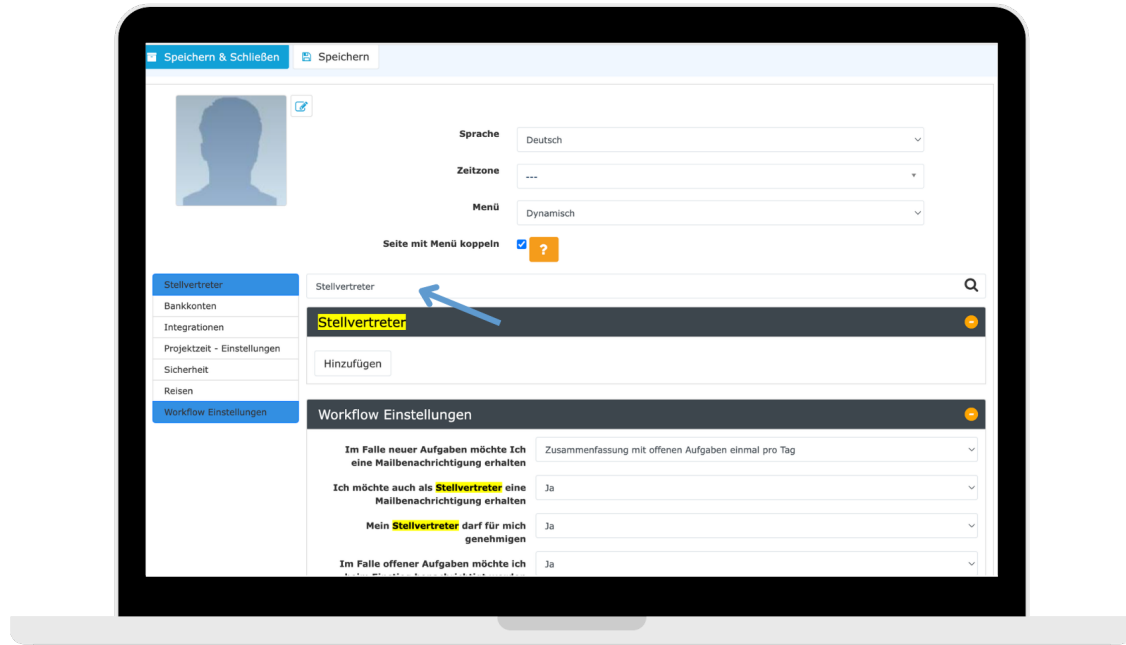 Speichern & Schließen
Speichern
Sprache
Deutsch
Zeitzone
---
Menü
Dynamisch
Seite mit Menü koppeln
?
Stellvertreter
Bankkonten
Integrationen
Projektzeit - Einstellungen
Sicherheit
Reisen
Workflow Einstellungen
Stellvertreter
Stellvertreter
Hinzufügen
Workflow Einstellungen
Im Falle neuer Aufgaben möchte Ich
eine Mailbenachrichtigung erhalten
Zusammenfassung mit offenen Aufgaben einmal pro Tag
Ich möchte auch als Stellvertreter eine
Mailbenachrichtigung erhalten
Ja
Mein Stellvertreter darf für mich
genehmigen
Ja
Im Falle offener Aufgaben möchte ich
Ja